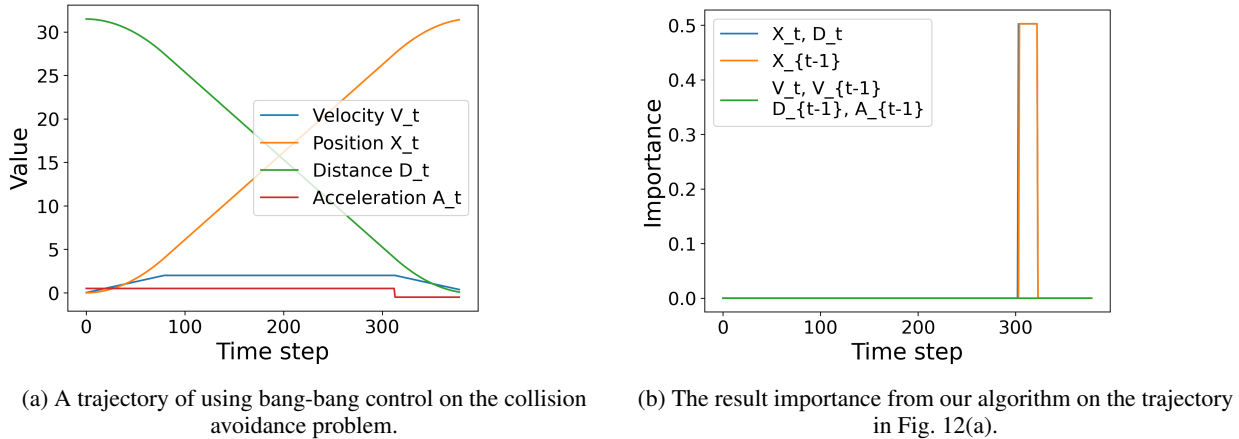 30
25
20
15
10
5
0
Value
Velocity V_t
Position X_t
Distance D_t
Acceleration A_t
0
100
200
300
Time step
(a) A trajectory of using bang-bang control on the collision
avoidance problem.
0.5
0.4
0.3
0.2
0.1
0.0
Importance
X_t, D_t
X_{t-1}
V_t, V_{t-1}
D_{t-1}, A_{t-1}
0
100
200
300
Time step
(b) The result importance from our algorithm on the trajectory
in Fig. 12(a).